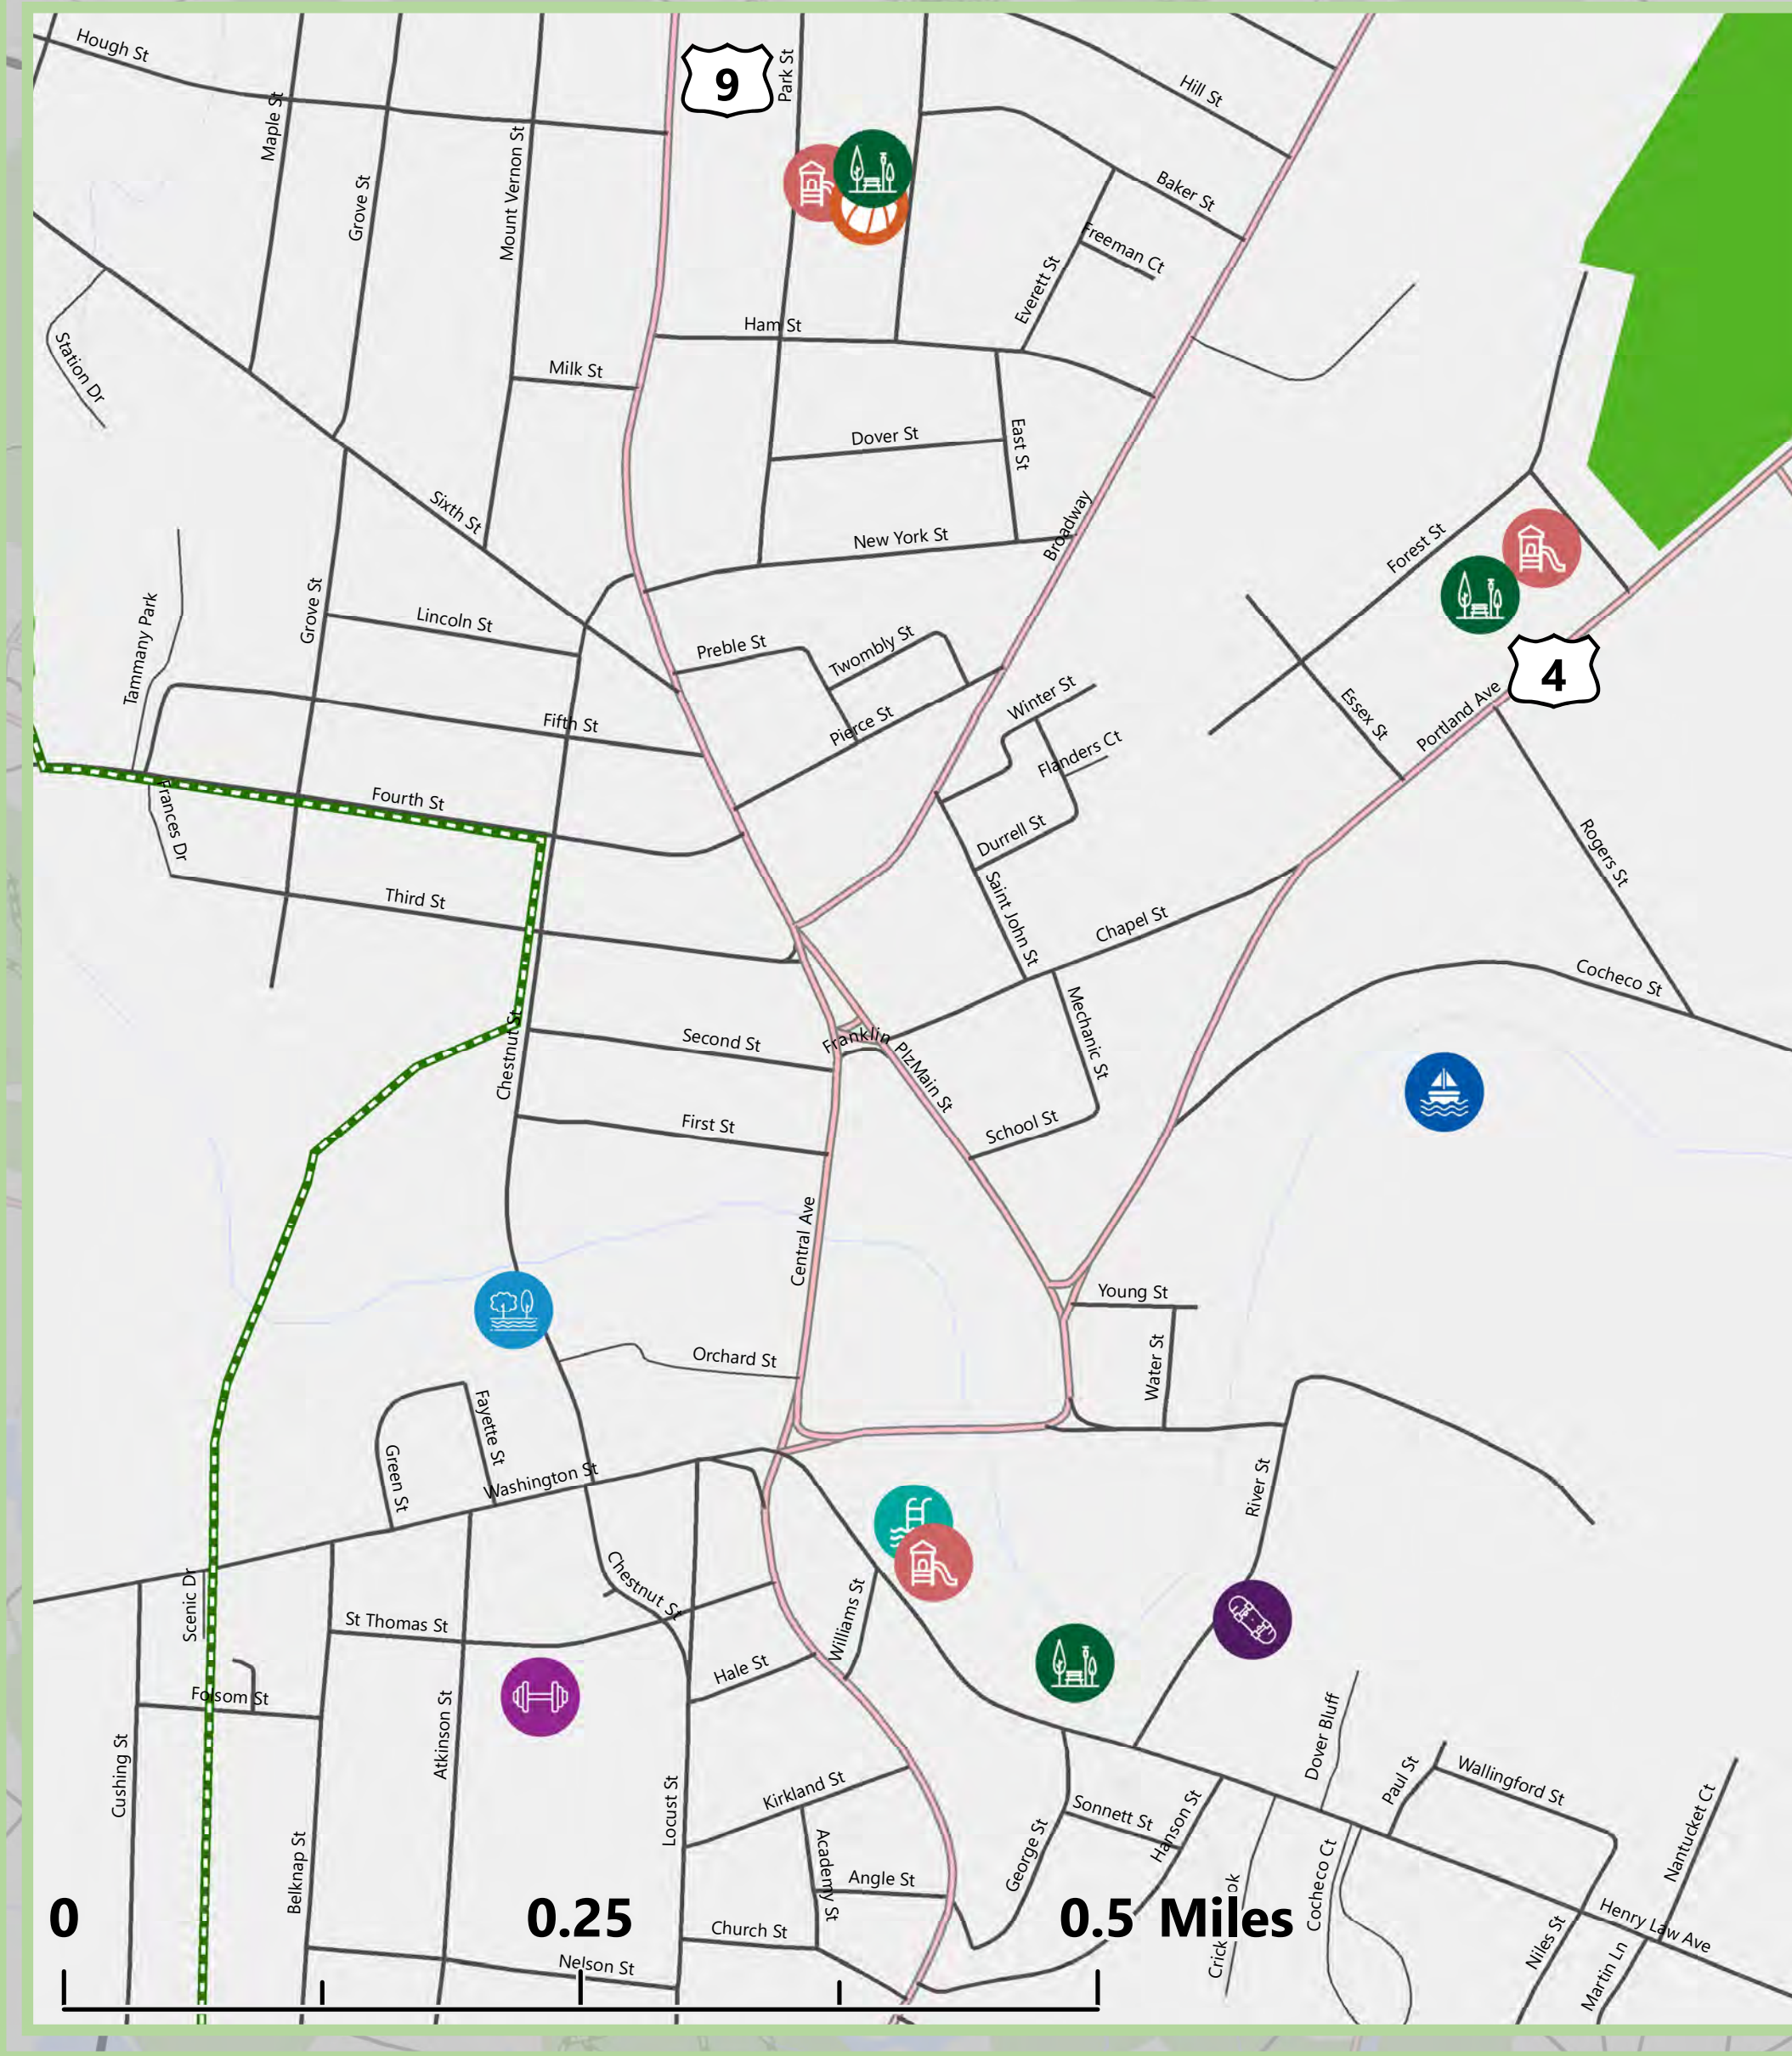 Hough St
Maple St
Grove St
Mount Vernon St
9
Park St
Hill St
Baker St
Freeman Ct
Everett St
Ham St
Station Dr
Milk St
Dover St
East St
Sixth St
New York St
Broadway
Forest St
Tammany Park
Grove St
Lincoln St
Preble St
Twombly St
Winter St
4
Fifth St
Pierce St
Flanders Ct
Essex St
Portland Ave
Fourth St
Frances Dr
Durrell St
Rogers St
Third St
Saint John St
Chapel St
Cocheco St
Chestnut St
Second St
Franklin Plz
Main St
Mechanic St
First St
School St
Central Ave
Young St
Orchard St
Water St
Fayette St
Green St
Washington St
River St
Scenic Dr
Chestnut St
St Thomas St
Williams St
Hale St
Folsom St
Atkinson St
Cushing St
Dover Bluff
Paul St
Wallingford St
Kirkland St
Sonnett St
Hanson St
Nantucket Ct
Locust St
Belknap St
Academy St
Angle St
George St
Cocheco Ct
Henry Law Ave
Church St
Nelson St
Crick
ok
Niles St
Martin Ln
0
0.25
0.5 Miles